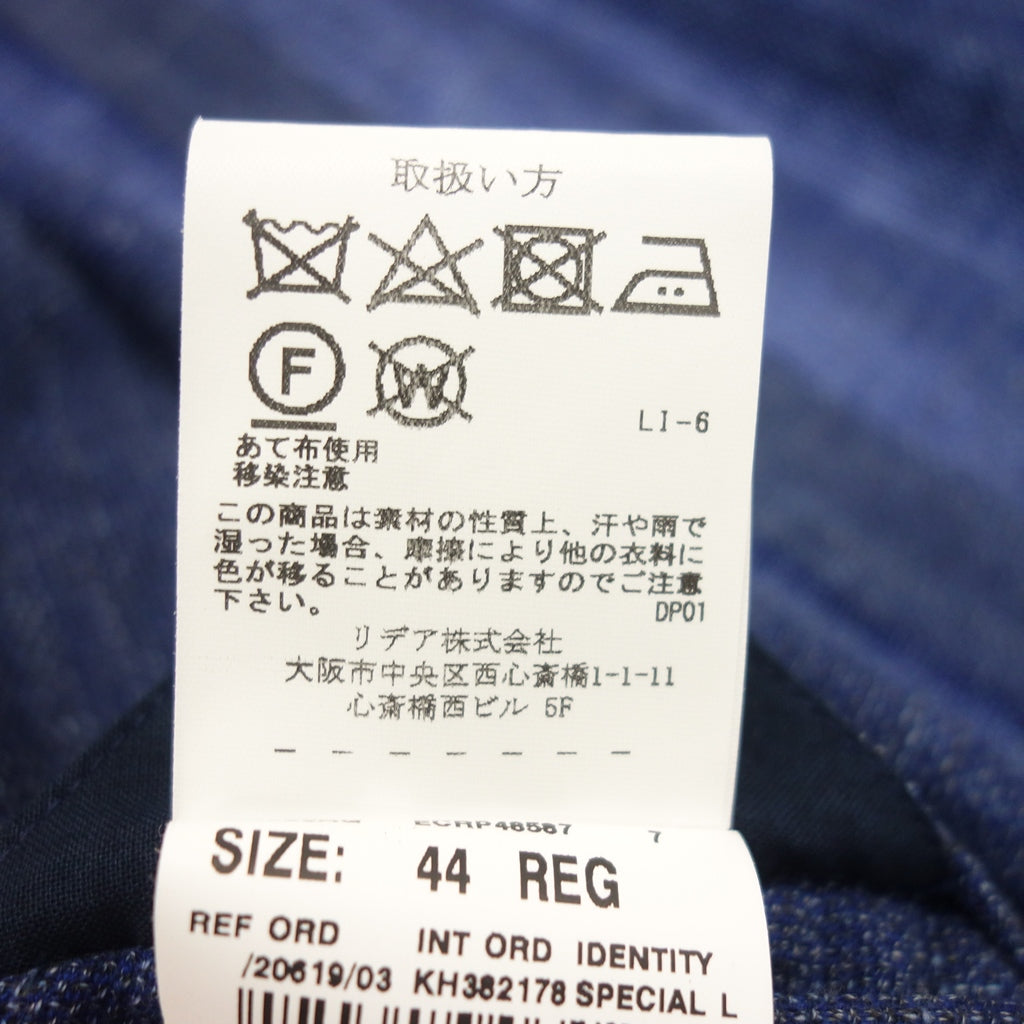 取扱い方
F
W
LI-6
あて布使用
移染注意
この商品は素材の性質上、汗や雨で
湿った場合、摩擦により他の衣料に
色が移ることがありますのでご注意
下さい。
DP01
リデア株式会社
大阪市中央区西心斎橋1-1-11
心斎橋西ビル 5F
ECRP46587 7
SIZE: 44 REG
REF ORD INT ORD IDENTITY
/20619/03 KH382178 SPECIAL L